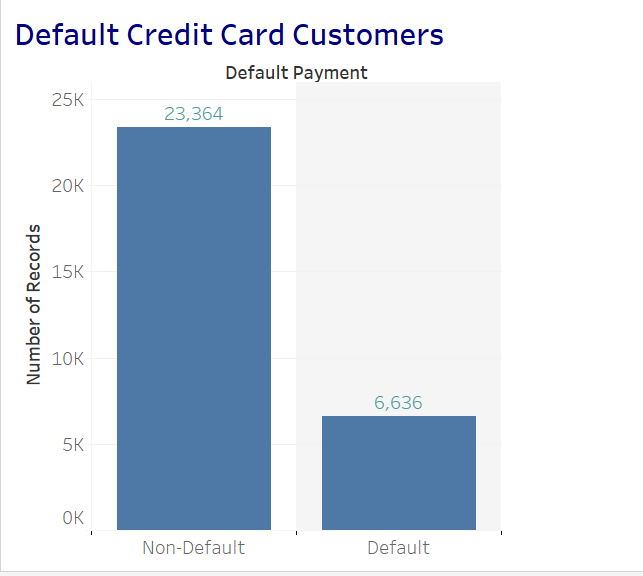 Default Credit Card Customers
Default Payment
25K
23,364
20K
15K
10K
6,636
5K
0K
Number of Records
Non-Default
Default